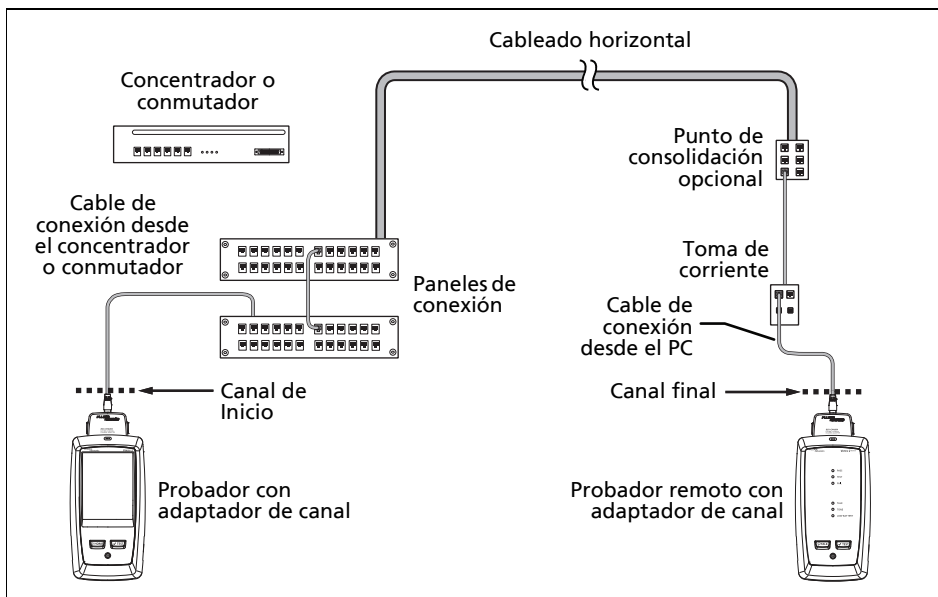 Cableado horizontal
Concentrador o
conmutador
Punto de
consolidación
opcional
Cable de
conexión desde
el concentrador
o conmutador
Paneles de
conexión
Toma de
corriente
Cable de
conexión
desde el PC
Canal de
Inicio
Canal final
Probador con
adaptador de canal
Probador remoto con
adaptador de canal